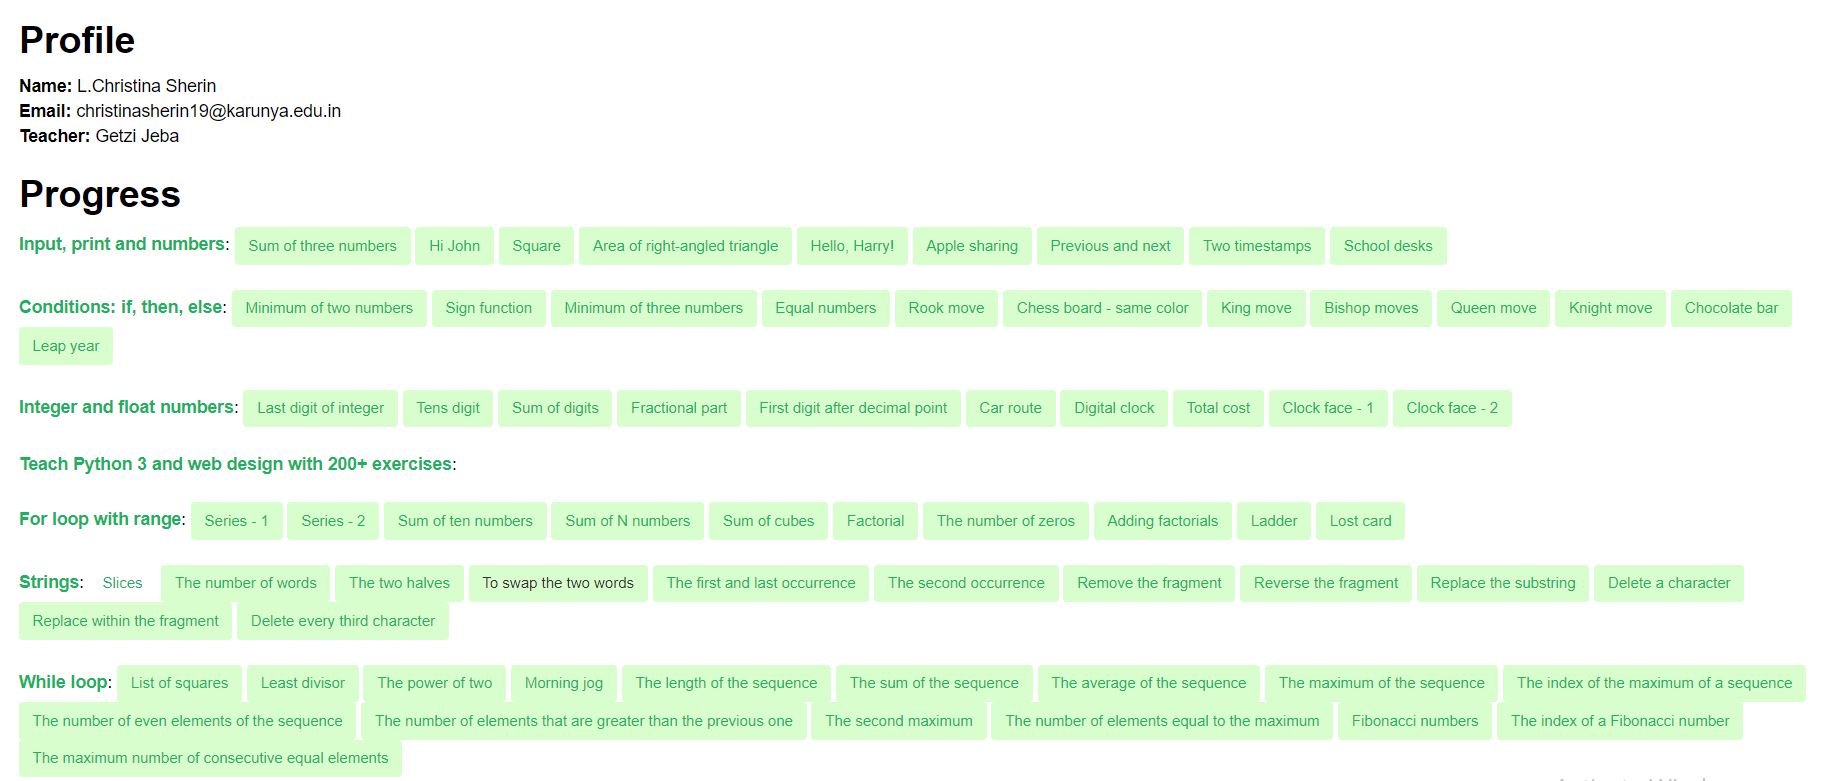 Profile
Name: L.Christina Sherin
Email: christinasherin19@karunya.edu.in
Teacher: Getzi Jeba
Progress
Input, print and numbers: Sum of three numbers Hi John Square Area of right-angled triangle Hello, Harry! Apple sharing Previous and next Two timestamps School desks
Conditions: if, then, else: Minimum of two numbers Sign function Minimum of three numbers Equal numbers Rook move Chess board - same color King move Bishop moves Queen move Knight move Chocolate bar
Leap year
Integer and float numbers: Last digit of integer Tens digit Sum of digits Fractional part First digit after decimal point Car route Digital clock Total cost Clock face - 1 Clock face - 2
Teach Python 3 and web design with 200+ exercises:
For loop with range: Series - 1 Series - 2 Sum of ten numbers Sum of N numbers Sum of cubes Factorial The number of zeros Adding factorials Ladder Lost card
Strings: Slices The number of words The two halves To swap the two words The first and last occurrence The second occurrence Remove the fragment Reverse the fragment Replace the substring Delete a character
Replace within the fragment Delete every third character
While loop: List of squares Least divisor The power of two Morning jog The length of the sequence The sum of the sequence The average of the sequence The maximum of the sequence The index of the maximum of a sequence
The number of even elements of the sequence The number of elements that are greater than the previous one The second maximum The number of elements equal to the maximum Fibonacci numbers The index of a Fibonacci number
The maximum number of consecutive equal elements